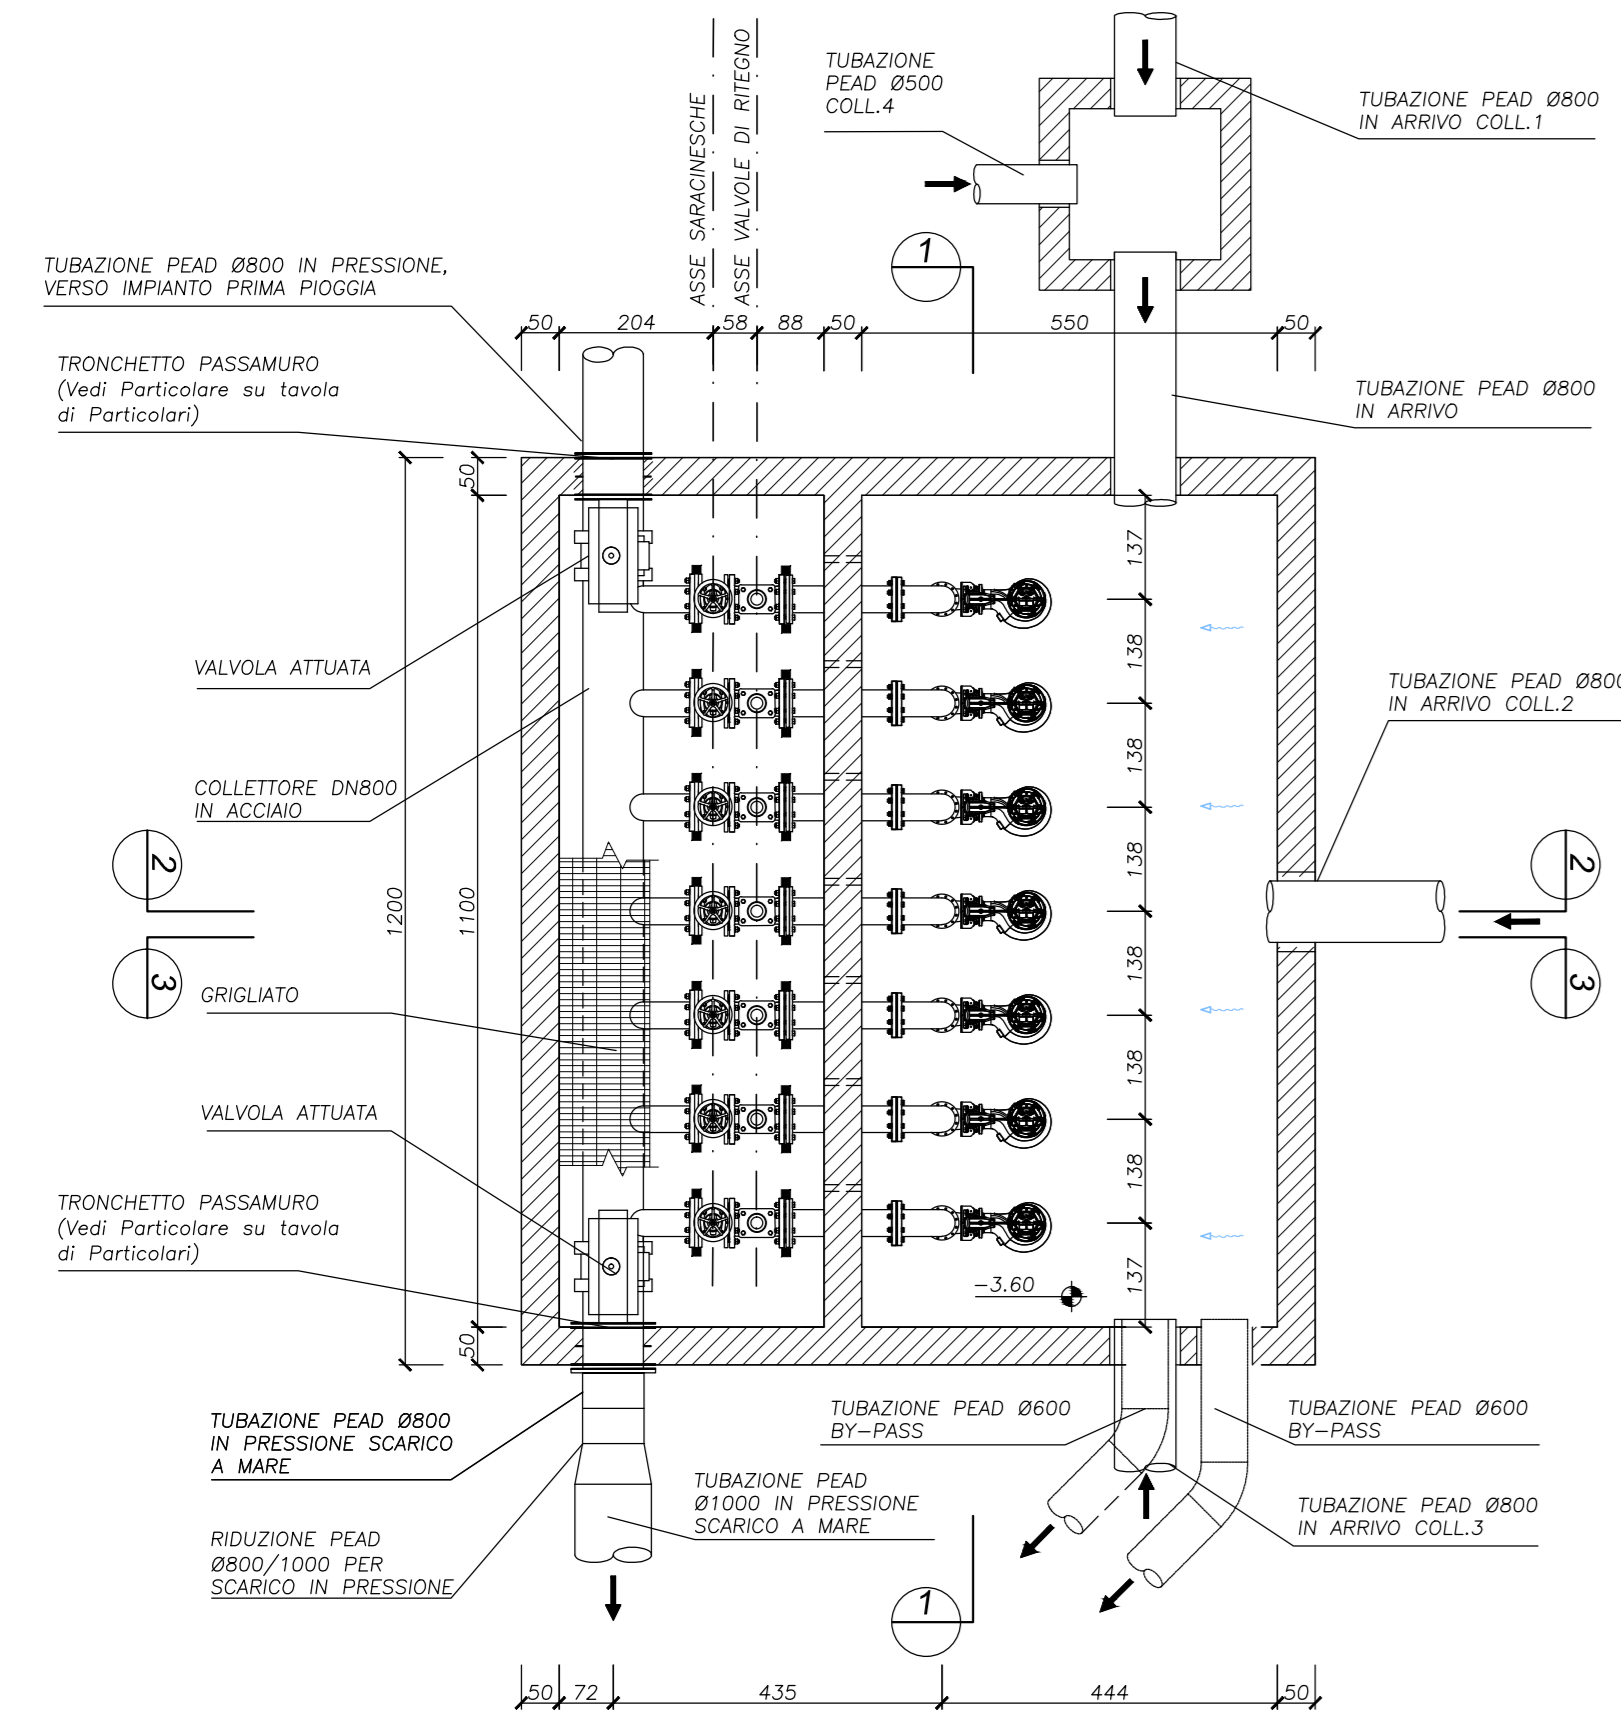 TUBAZIONE
PEAD Ø500
COLL.4
TUBAZIONE PEAD Ø800
IN ARRIVO COLL.1
ASSE SARACINESCHE
ASSE VALVOLE DI RITEGNO
1
TUBAZIONE PEAD Ø800 IN PRESSIONE,
VERSO IMPIANTO PRIMA PIOGGIA
50 204 58 88 50 550 50
TRONCHETTO PASSAMURO
(Vedi Particolare su tavola
di Particolari)
TUBAZIONE PEAD Ø800
IN ARRIVO
50
137
138
138
138
138
138
138
137
VALVOLA ATTUATA
TUBAZIONE PEAD Ø800
IN ARRIVO COLL.2
COLLETTORE DN800
IN ACCIAIO
2
3
1200
1100
2
3
GRIGLIATO
VALVOLA ATTUATA
TRONCHETTO PASSAMURO
(Vedi Particolare su tavola
di Particolari)
-3.60
50
TUBAZIONE PEAD Ø800
IN PRESSIONE SCARICO
A MARE
TUBAZIONE PEAD Ø600
BY-PASS
TUBAZIONE PEAD Ø600
BY-PASS
TUBAZIONE PEAD
Ø1000 IN PRESSIONE
SCARICO A MARE
TUBAZIONE PEAD Ø800
IN ARRIVO COLL.3
RIDUZIONE PEAD
Ø800/1000 PER
SCARICO IN PRESSIONE
1
50 72 435 444 50